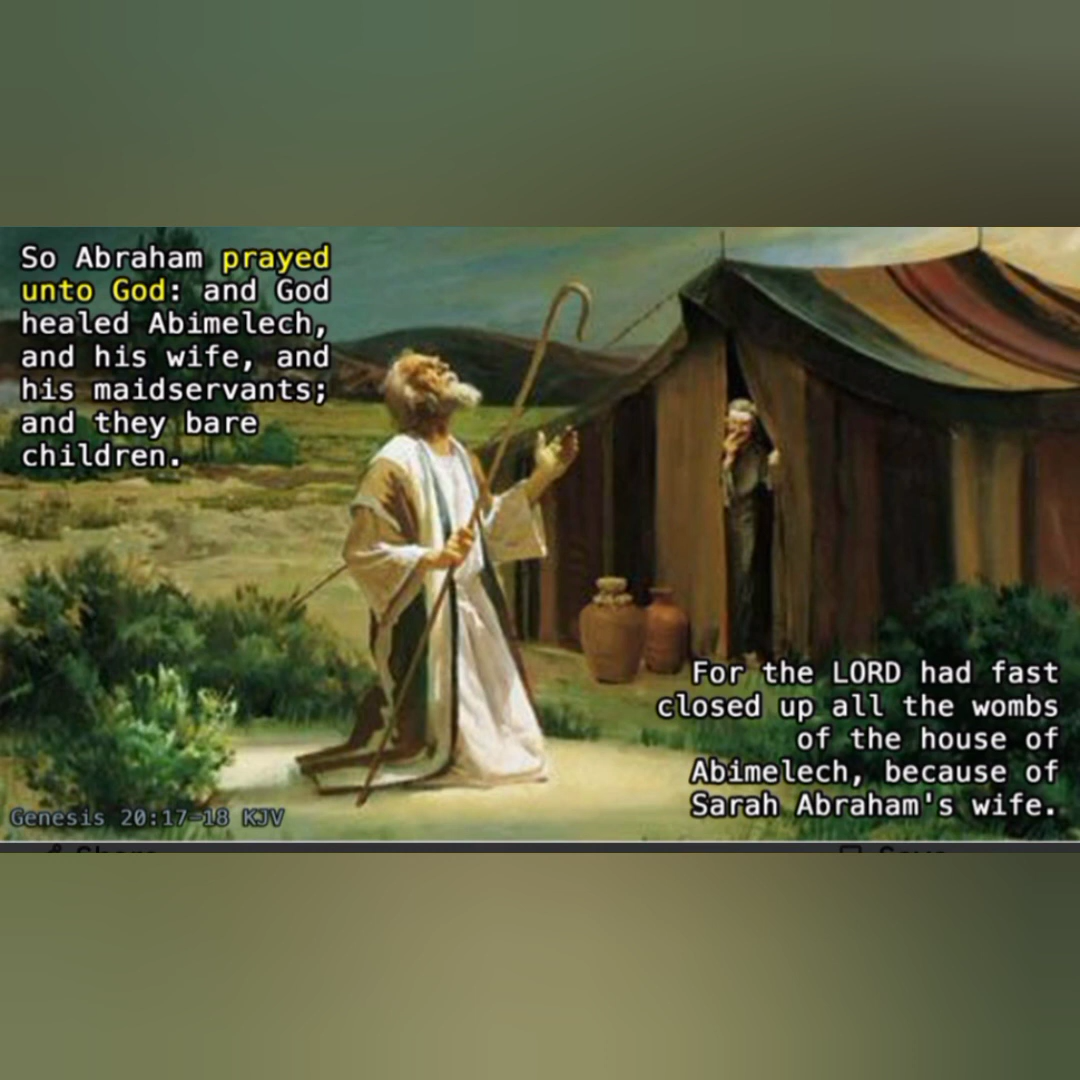 So Abraham prayed
unto God: and God
healed Abimelech,
and his wife, and
his maidservants;
and they bare
children.
For the LORD had fast
closed up all the wombs
of the house of
Abimelech, because of
Sarah Abraham's wife.
Genesis 20:17-18 KJV